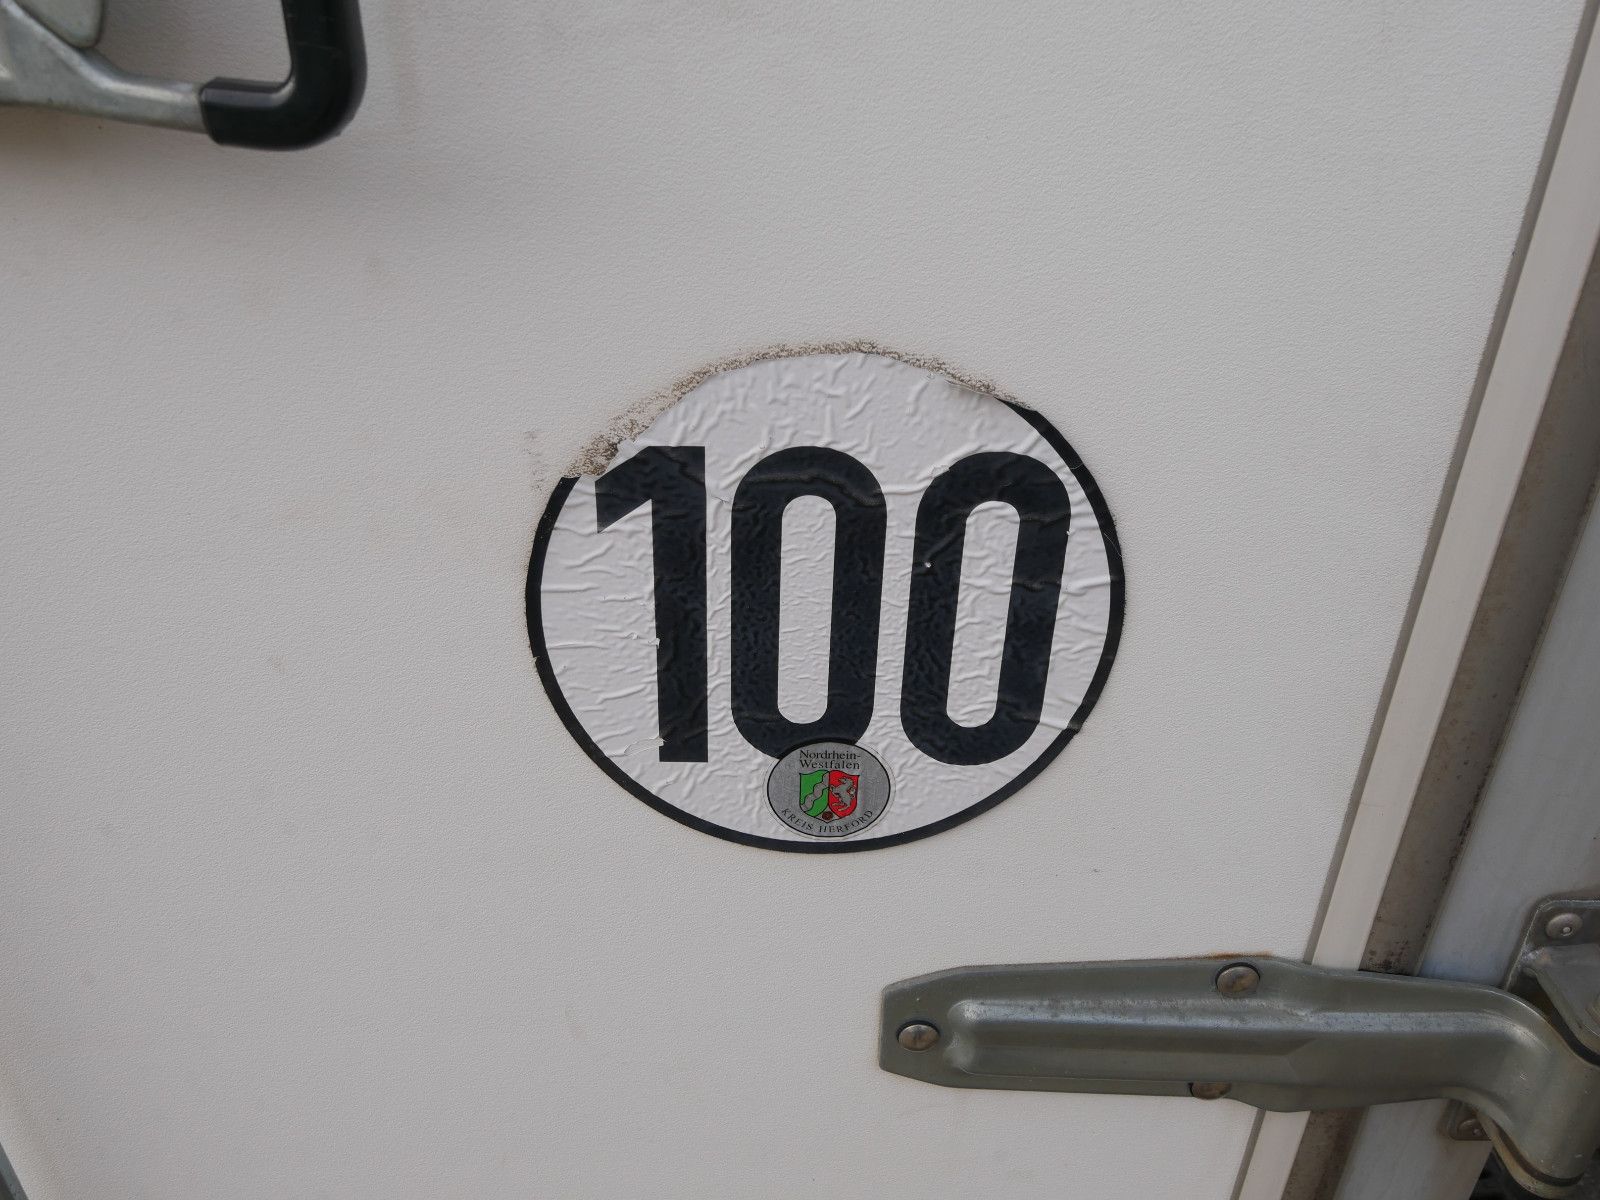 100
Nordrhein-
Westfalen
KREIS HERFORD